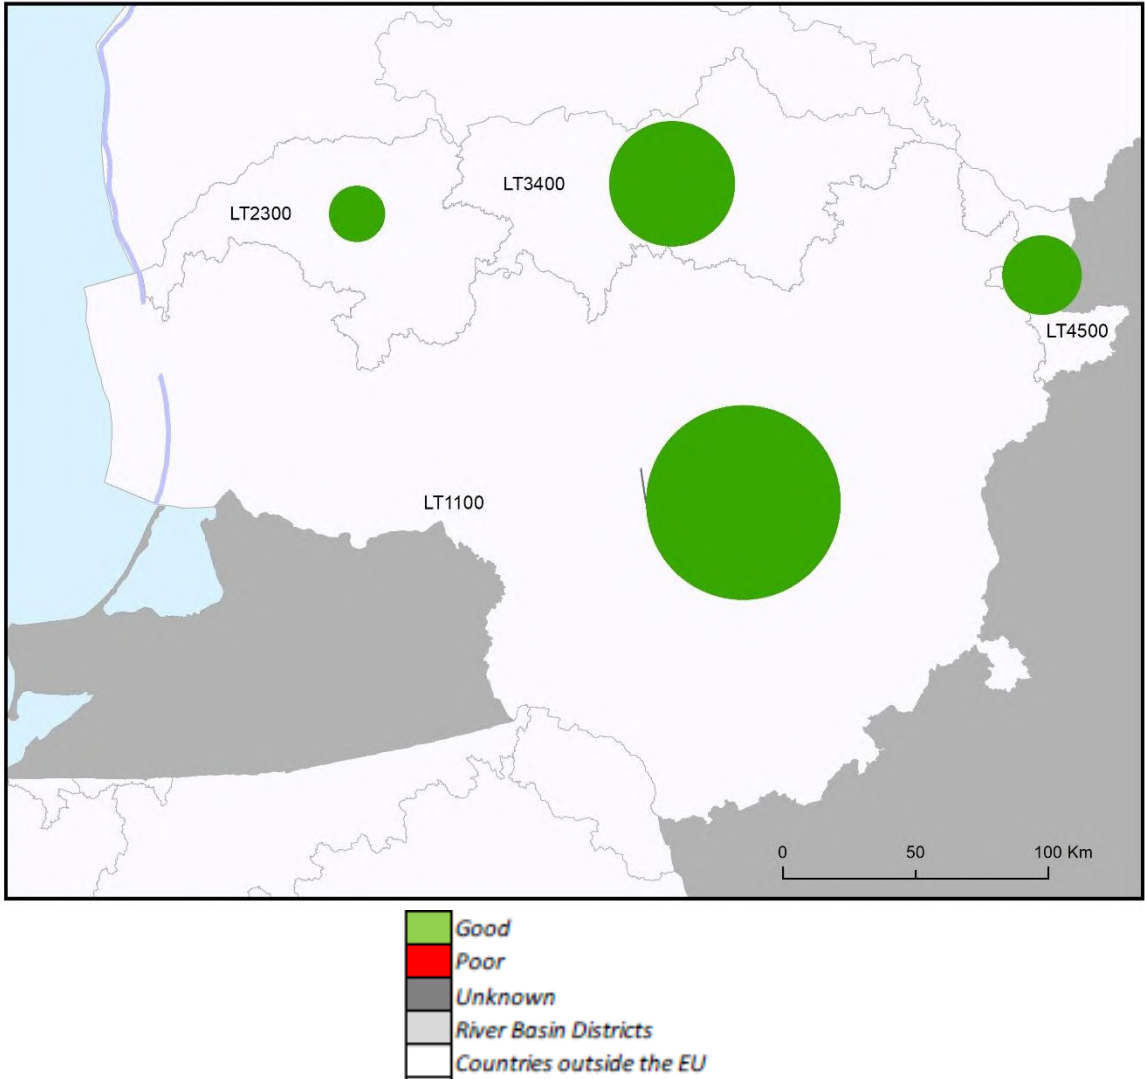 LT3400
LT2300
LT4500
LT1100
0 50 100 Km
Good
Poor
Unknown
River Basin Districts
Countries outside the EU